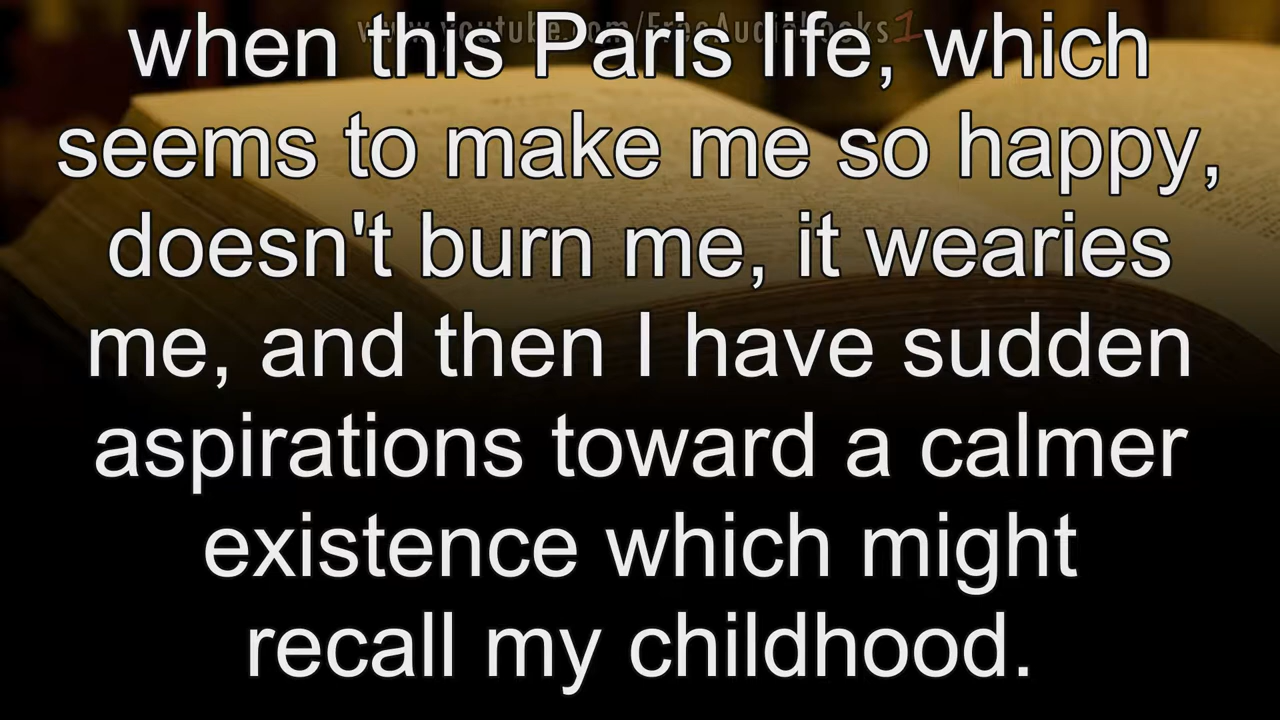 www.youtube.com/FreeAudiobooks1
when this Paris life, which
seems to make me so happy,
doesn't burn me, it wearies
me, and then I have sudden
aspirations toward a calmer
existence which might
recall my childhood.